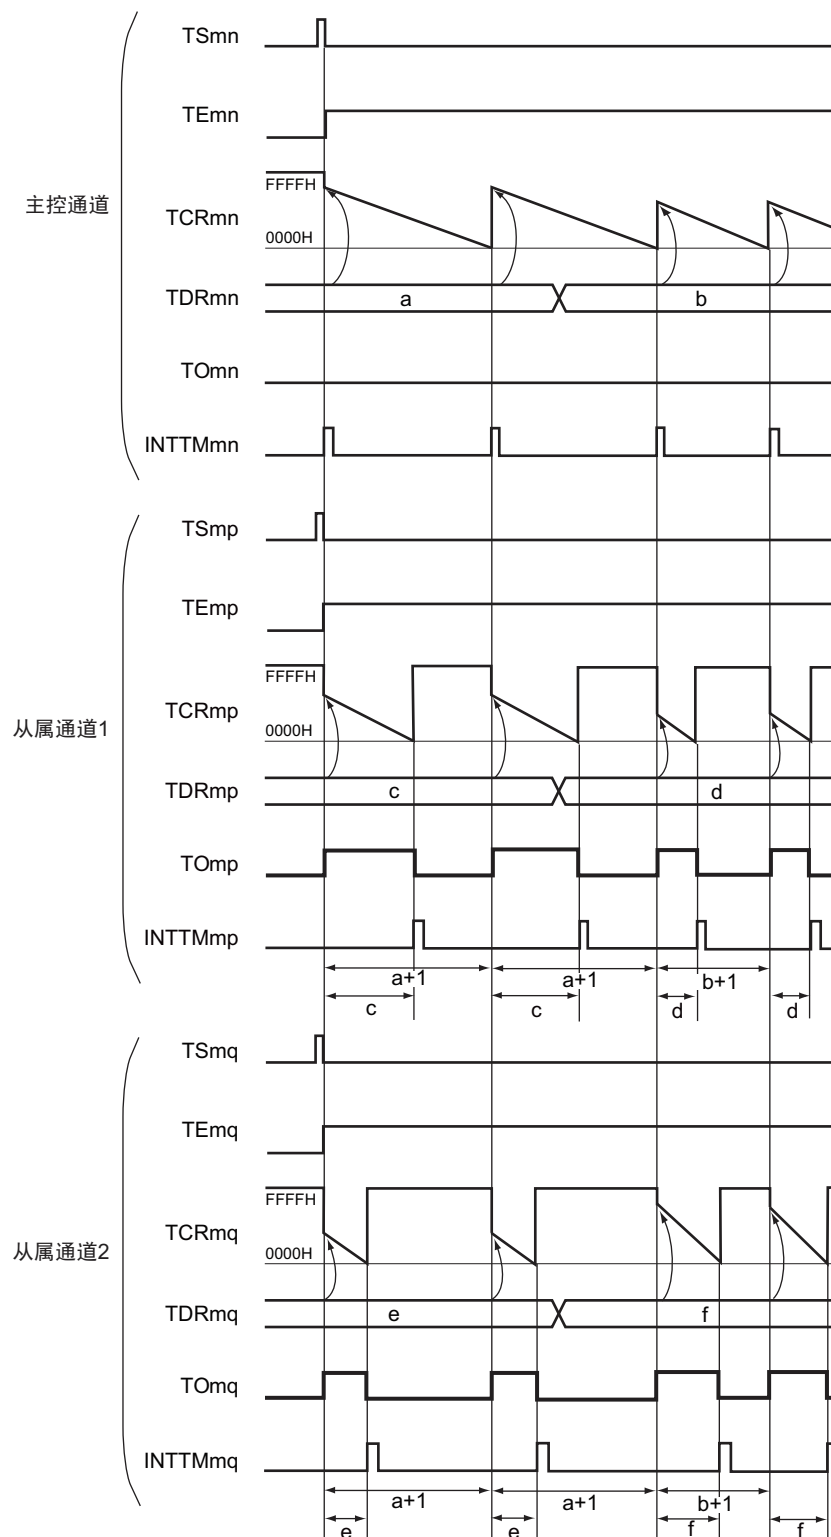 TSmn
TEmn
FFFFH
主控通道
TCRmn
0000H
TDRmn
a
b
TOmn
INTTMmn
TSmp
TEmp
FFFFH
TCRmp
从属通道1
0000H
TDRmp
c
d
TOmp
INTTMmp
a+1
a+1
b+1
c
c
d
d
TSmq
TEmq
FFFFH
TCRmq
从属通道2
0000H
TDRmq
e
f
TOmq
INTTMmq
a+1
a+1
b+1
e
e
f
f